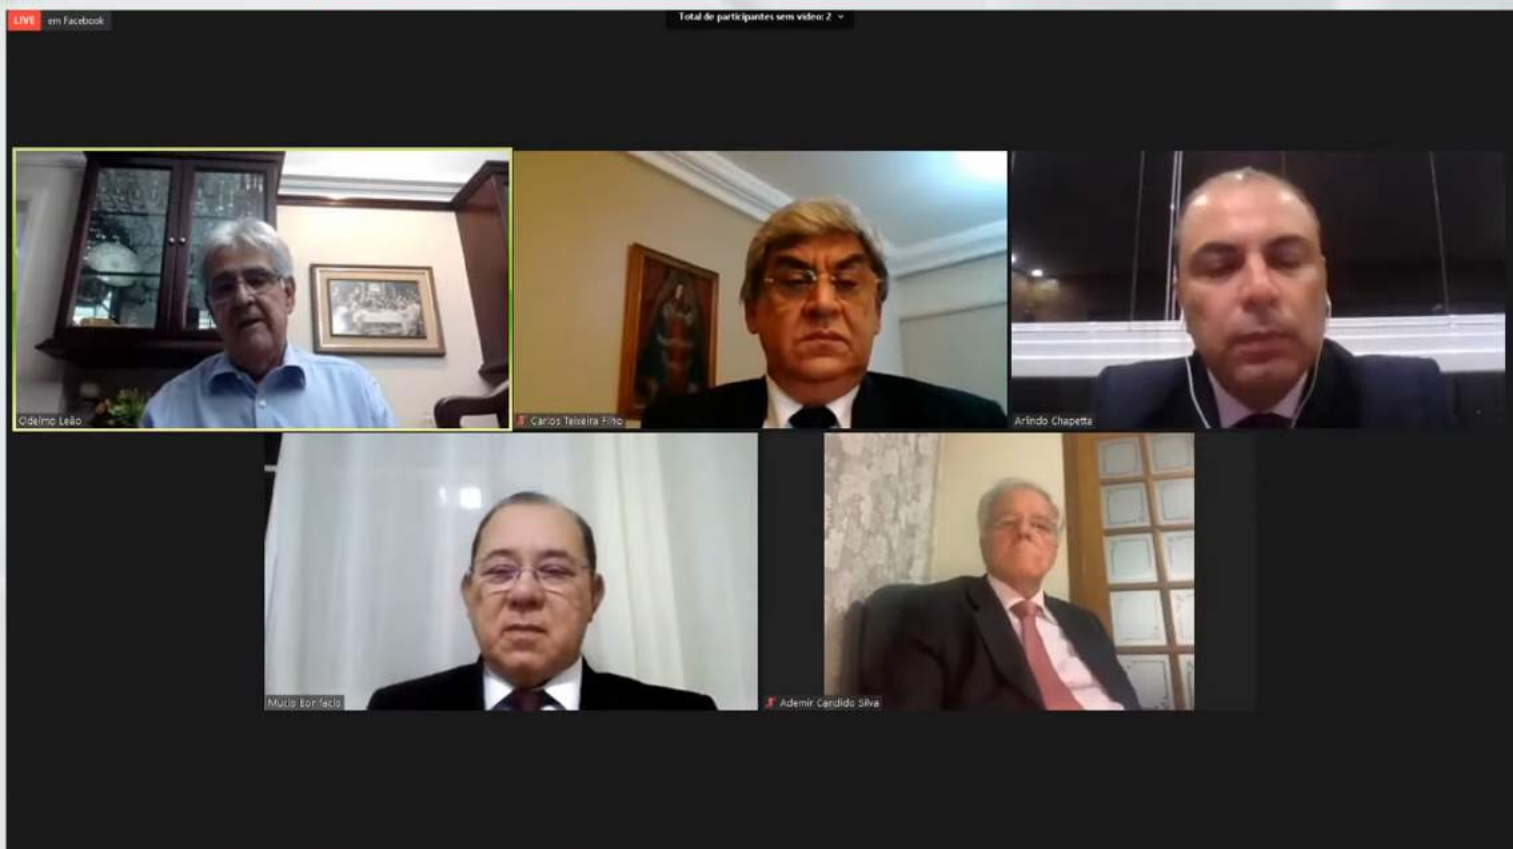 LIVE em Facebook
Total de participantes sem vídeo: 2
Odelmo Leão
Carlos Teixeira Filho
Arlindo Chapetta
Mucio Bonifacio
Ademir Candido Silva